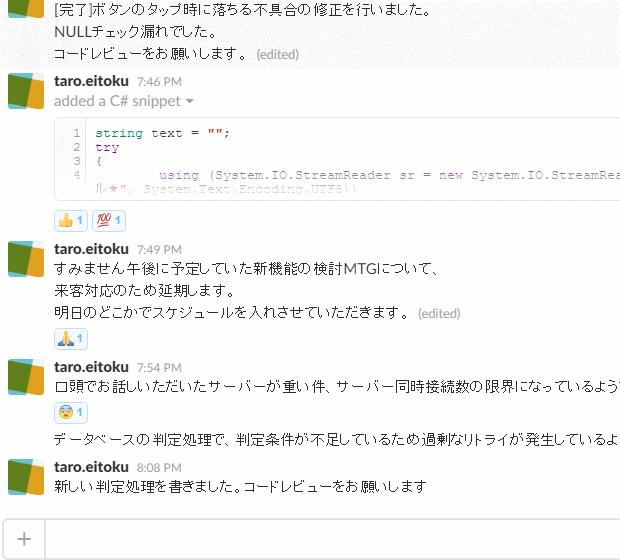 [完了]ボタンのタップ時に落ちる不具合の修正を行いました。
NULLチェック漏れでした。
コードレビューをお願いします。 (edited)
taro.eitoku 7:46 PM
added a C# snippet
1 string text = "";
2 try
3 {
4 using (System.IO.StreamReader sr = new System.IO.StreamRea
ル★", System.Text.Encoding.UTF8))
👍 1 💯 1
taro.eitoku 7:49 PM
すみません午後に予定していた新機能の検討MTGについて、
来客対応のため延期します。
明日のどこかでスケジュールを入れさせていただきます。 (edited)
🙏 1
taro.eitoku 7:54 PM
口頭でお話しいただいたサーバーが重い件、サーバー同時接続数の限界になっているよう
😨 1
データベースの判定処理で、判定条件が不足しているため過剰なリトライが発生しているよ
taro.eitoku 8:08 PM
新しい判定処理を書きました。コードレビューをお願いします